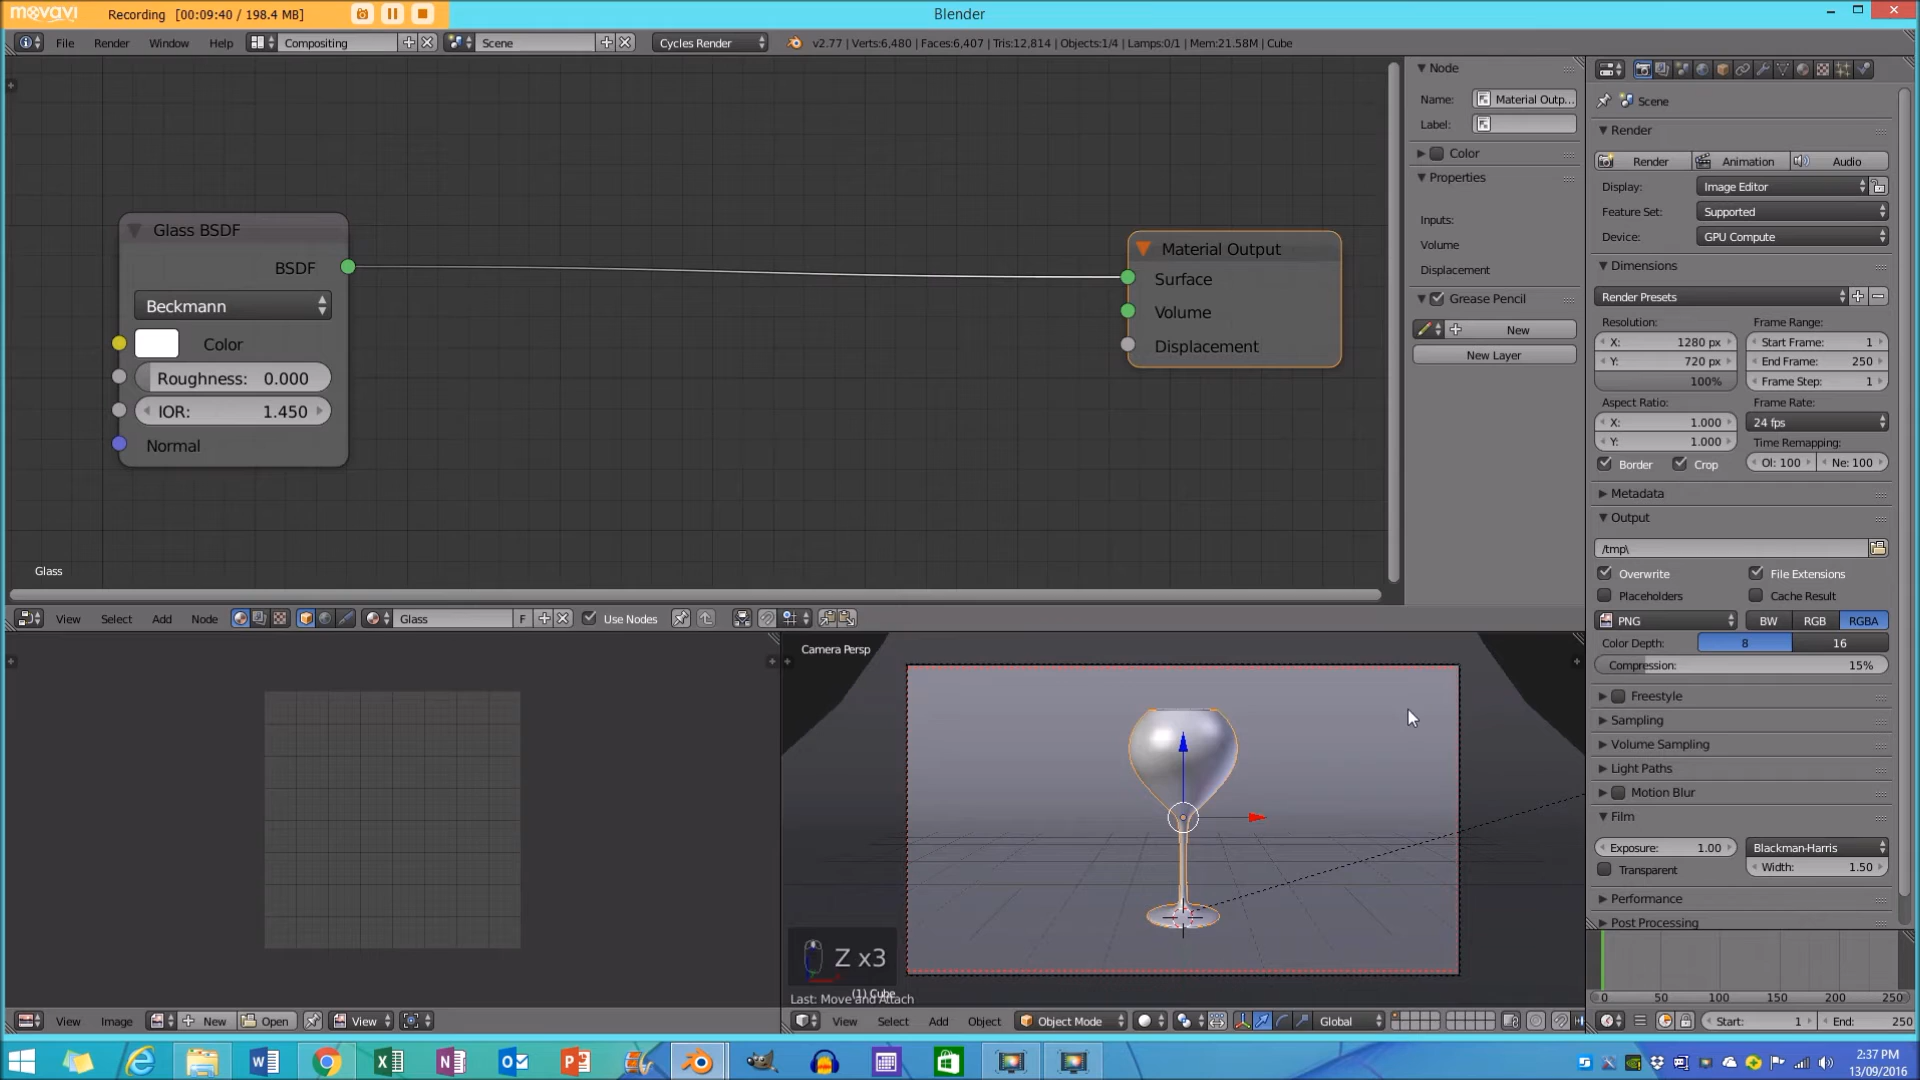 movavi Recording [00:09:40 / 198.4 MB] Blender
File Render Window Help Compositing Scene Cycles Render v2.77 | Verts:6,480 | Faces:6,407 | Tris:12,814 | Objects:1/4 | Lamps:0/1 | Mem:21.58M | Cube
Glass BSDF
BSDF
Beckmann
Color
Roughness: 0.000
IOR: 1.450
Normal
Material Output
Surface
Volume
Displacement
Glass
Node
Name: Material Outp...
Label:
Color
Properties
Inputs:
Volume
Displacement
Grease Pencil
New
New Layer
Scene
Render
Render Animation Audio
Display: Image Editor
Feature Set: Supported
Device: GPU Compute
Dimensions
Render Presets
Resolution: Frame Range:
X: 1280 px Start Frame: 1
Y: 720 px End Frame: 250
100% Frame Step: 1
Aspect Ratio: Frame Rate:
X: 1.000 24 fps
Y: 1.000 Time Remapping:
Border Crop Ol: 100 Ne: 100
Metadata
Output
/tmp\
Overwrite File Extensions
Placeholders Cache Result
PNG BW RGB RGBA
Color Depth: 8 16
Compression: 15%
Freestyle
Sampling
Volume Sampling
Light Paths
Motion Blur
Film
Exposure: 1.00 Blackman-Harris
Transparent Width: 1.50
Performance
Post Processing
View Select Add Node Glass F Use Nodes
Camera Persp
Z x3
(1) Cube
Last: Move and Attach
0 50 100 150 200 250
View Image New Open View
View Select Add Object Object Mode Global
Start: 1 End: 250
2:37 PM
13/09/2016